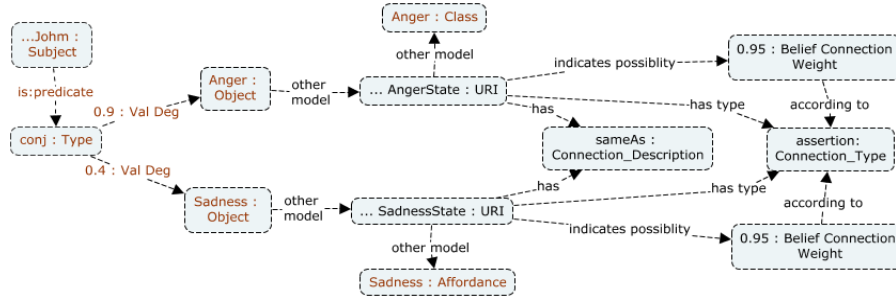 Anger : Class
...Johm :
Subject
other model
0.95 : Belief Connection
Weight
indicates possiblity
is:predicate
Anger :
Object
other
model
... AngerState : URI
0.9 : Val Deg
has
has type
according to
conj : Type
sameAs :
Connection_Description
assertion:
Connection_Type
0.4 : Val Deg
has
has type
Sadness :
Object
other
model
... SadnessState : URI
according to
indicates possiblity
0.95 : Belief Connection
Weight
other model
Sadness : Affordance